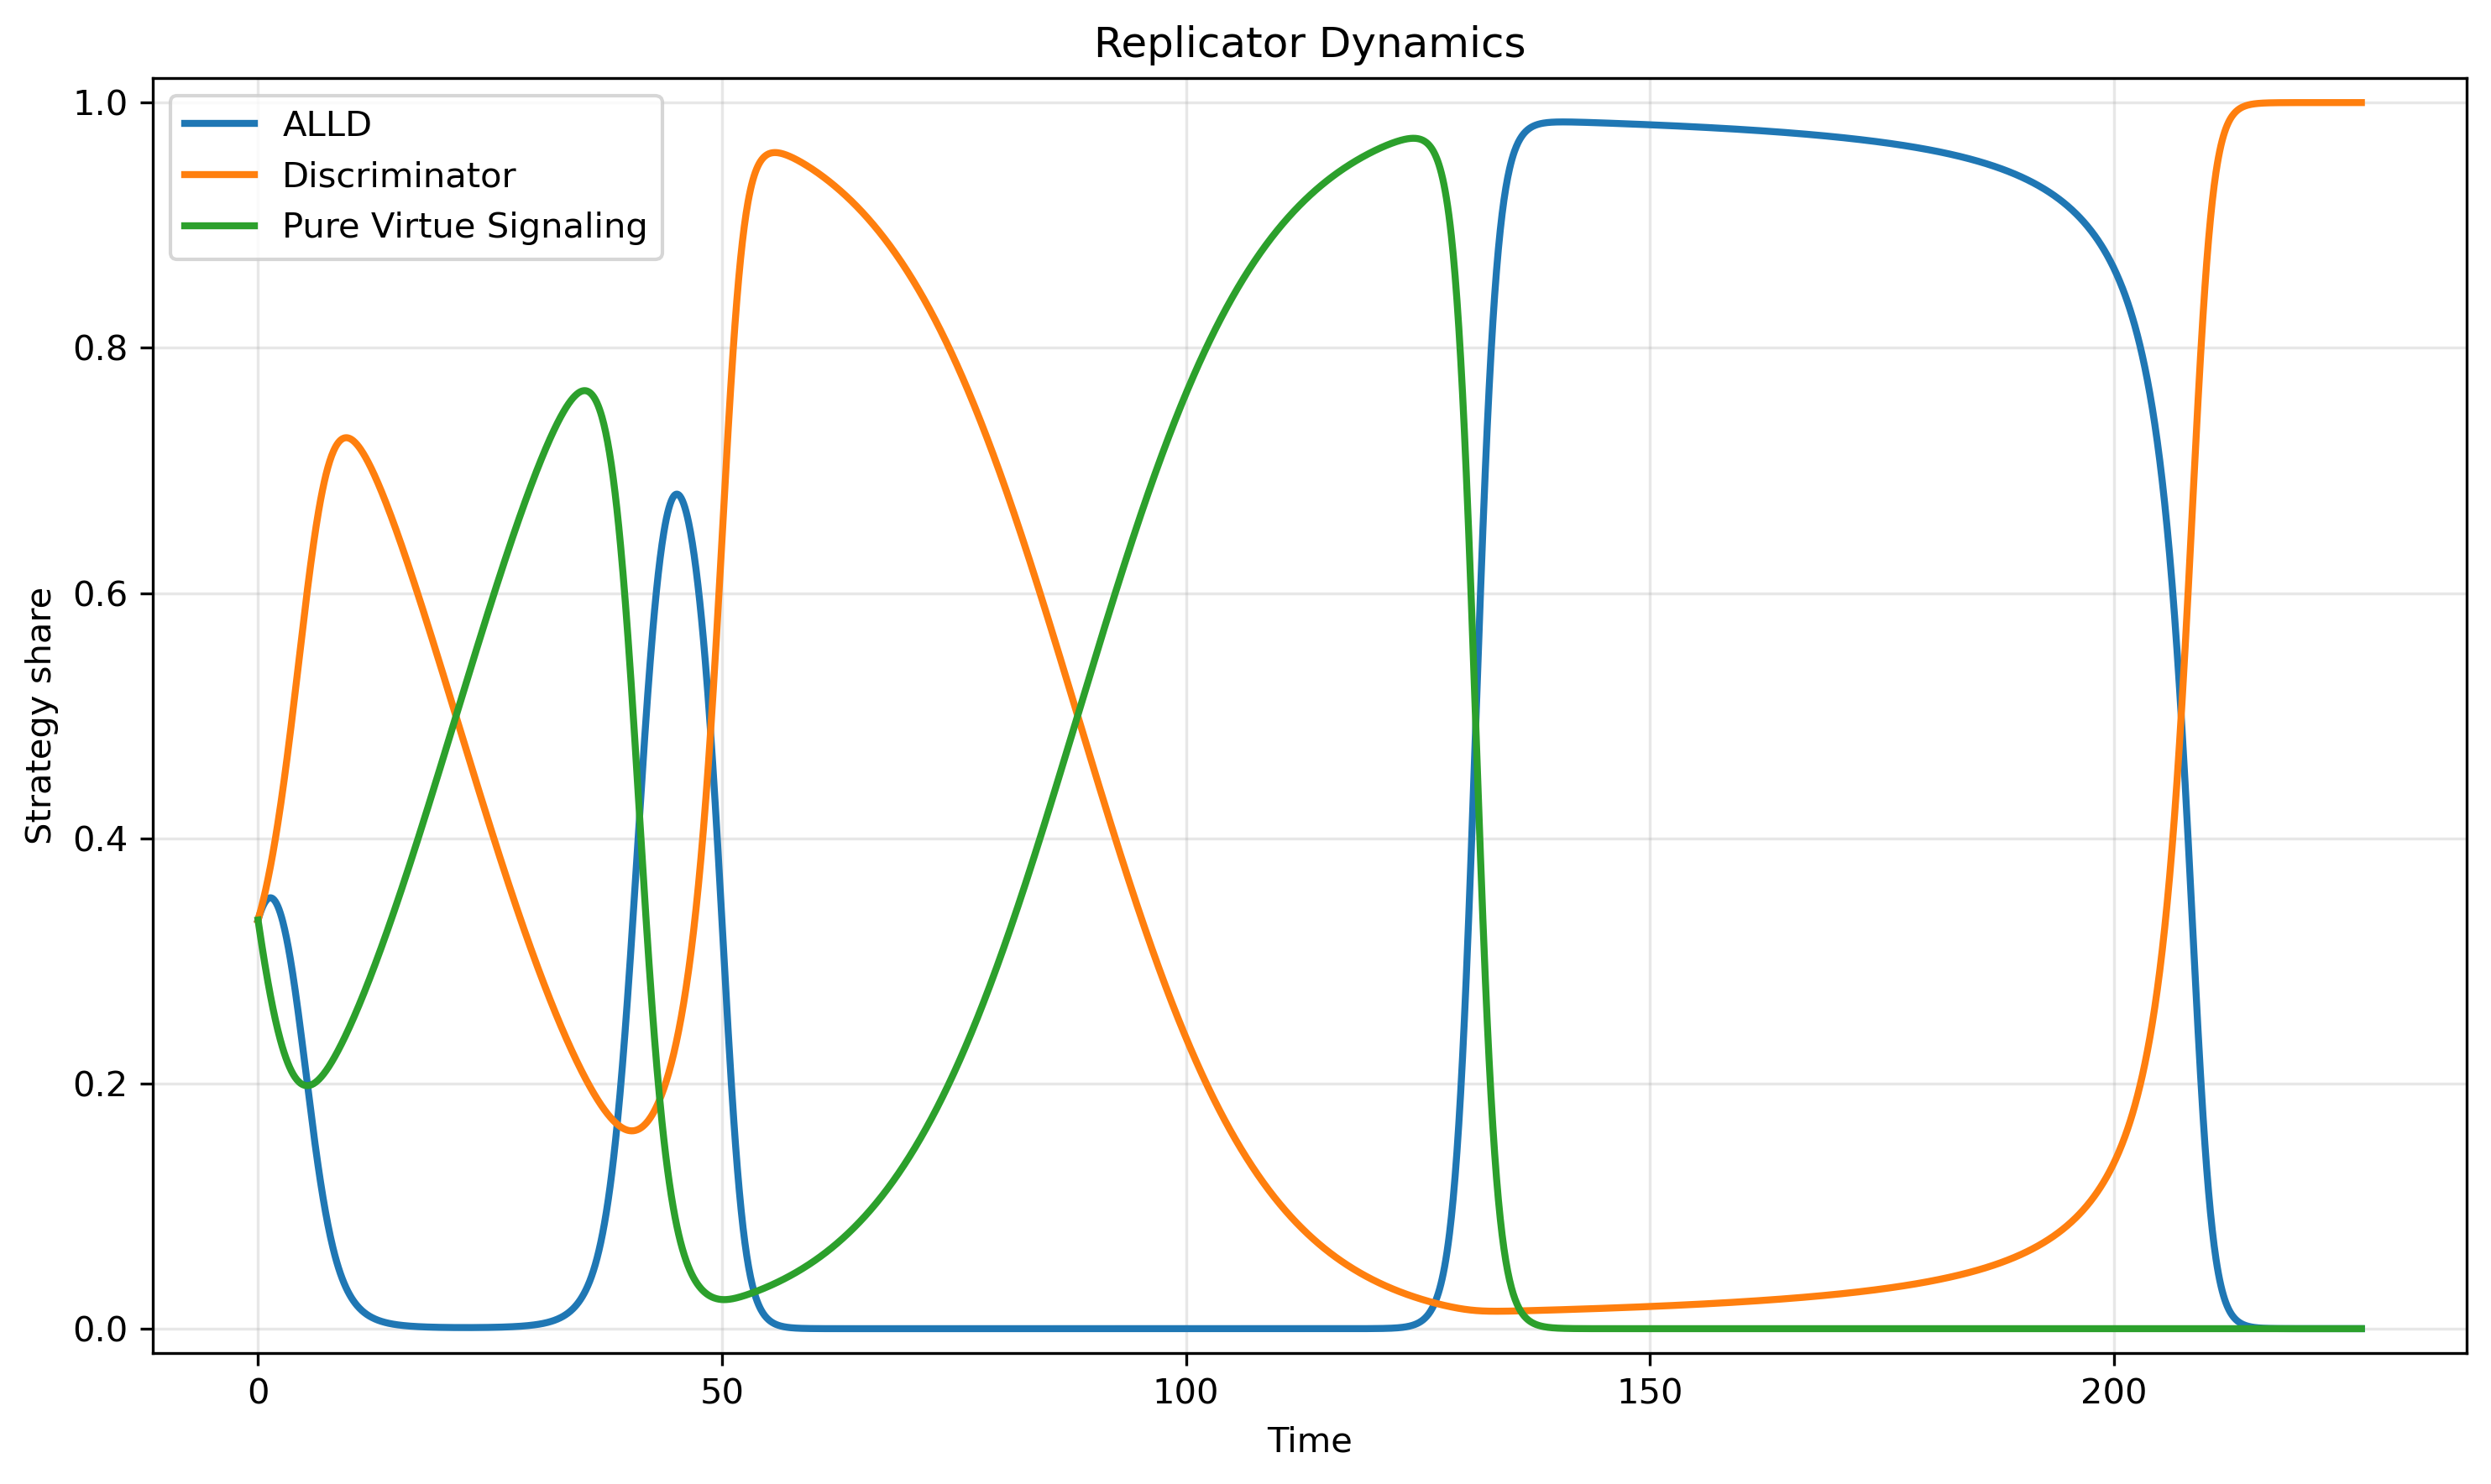 Replicator Dynamics
ALLD
Discriminator
Pure Virtue Signaling
1.0
0.8
0.6
0.4
0.2
0.0
Strategy share
0 50 100 150 200
Time